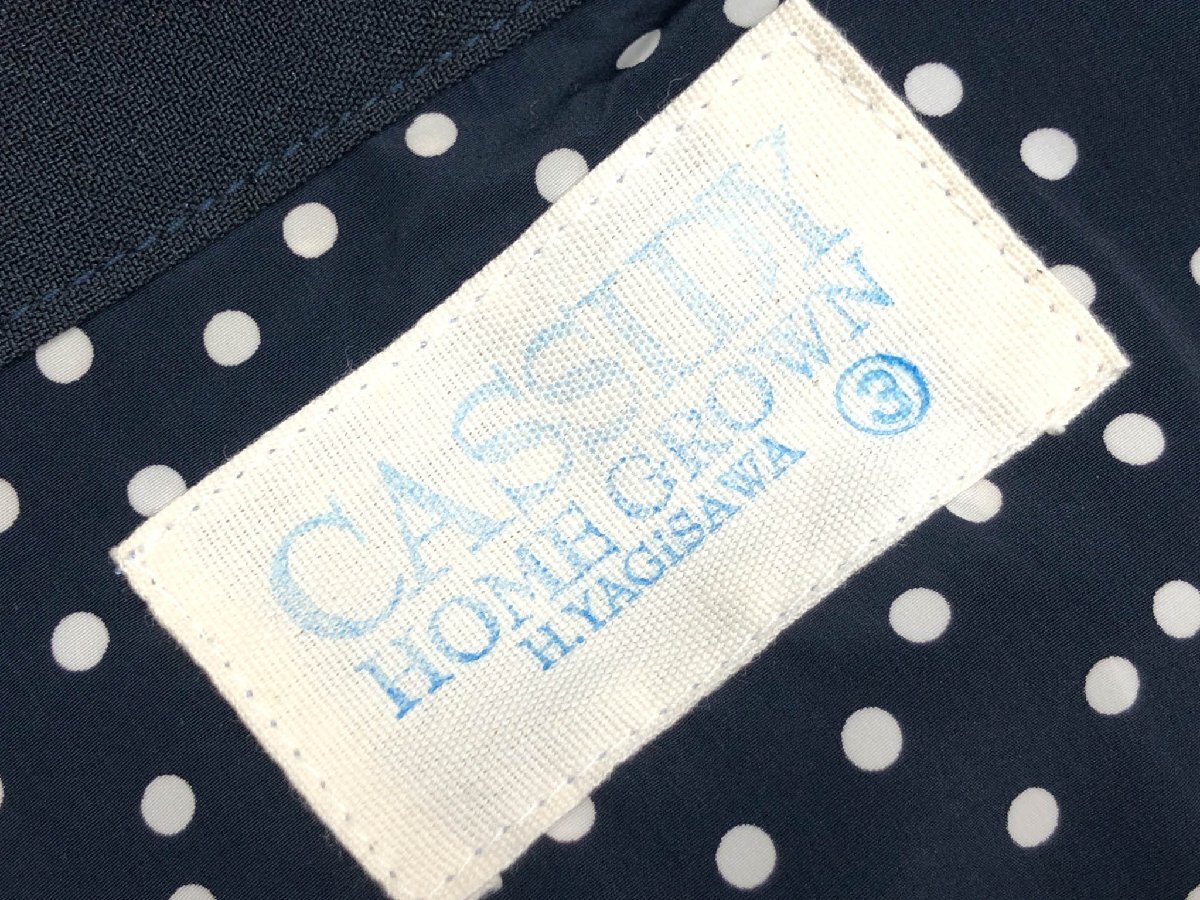 CASSIDY
HOME GROWN
H.YAGiSAWA
③